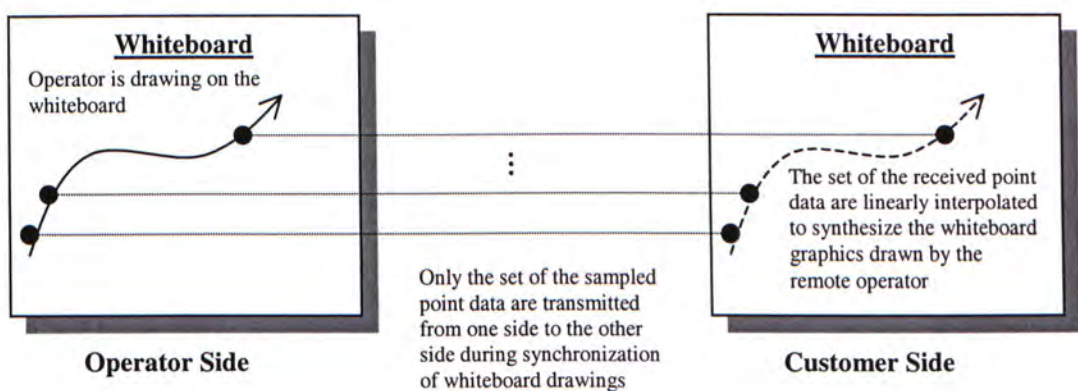 Whiteboard
Operator is drawing on the
whiteboard
Operator Side
Only the set of the sampled
point data are transmitted
from one side to the other
side during synchronization
of whiteboard drawings
Whiteboard
The set of the received point
data are linearly interpolated
to synthesize the whiteboard
graphics drawn by the
remote operator
Customer Side